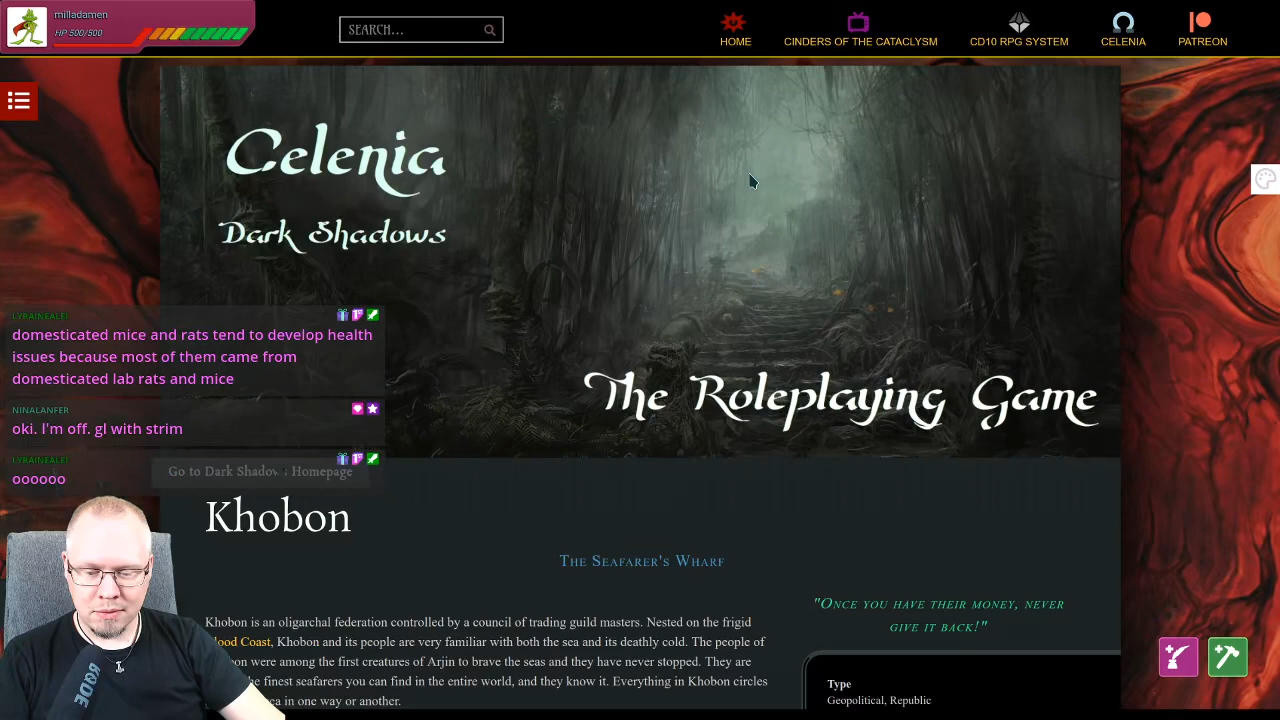 milladamen
HP 500/500
SEARCH...
HOME
CINDERS OF THE CATACLYSM
CD10 RPG SYSTEM
CELENIA
PATREON
Celenia
Dark Shadows
The Roleplaying Game
LYRAINEALEI
domesticated mice and rats tend to develop health
issues because most of them came from
domesticated lab rats and mice
NINALANFER
oki. I'm off. gl with strim
LYRAINEALEI
oooooo
Go to Dark Shadows Homepage
Khobon
The Seafarer's Wharf
Khobon is an oligarchal federation controlled by a council of trading guild masters. Nested on the frigid
lood Coast, Khobon and its people are very familiar with both the sea and its deathly cold. The people of
on were among the first creatures of Arjin to brave the seas and they have never stopped. They are
he finest seafarers you can find in the entire world, and they know it. Everything in Khobon circles
ea in one way or another.
"Once you have their money, never
give it back!"
Type
Geopolitical, Republic
RØDE